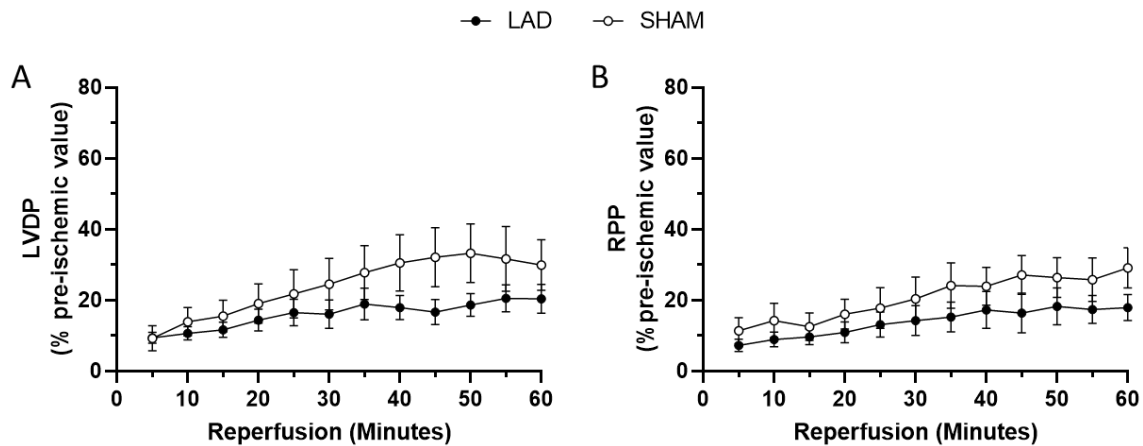 LAD SHAM
A
80
60
40
20
0
LVDP
(% pre-ischemic value)
0 10 20 30 40 50 60
Reperfusion (Minutes)
B
80
60
40
20
0
RPP
(% pre-ischemic value)
0 10 20 30 40 50 60
Reperfusion (Minutes)